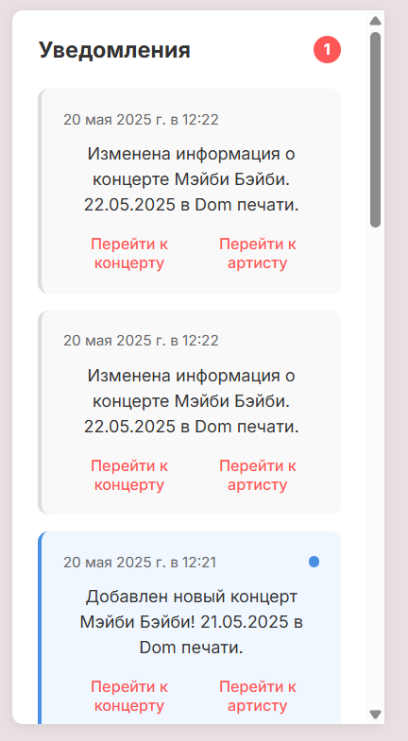 Уведомления
1
20 мая 2025 г. в 12:22
Изменена информация о
концерте Мэйби Бэйби.
22.05.2025 в Dom печати.
Перейти к Перейти к
концерту артисту
20 мая 2025 г. в 12:22
Изменена информация о
концерте Мэйби Бэйби.
22.05.2025 в Dom печати.
Перейти к Перейти к
концерту артисту
20 мая 2025 г. в 12:21
Добавлен новый концерт
Мэйби Бэйби! 21.05.2025 в
Dom печати.
Перейти к Перейти к
концерту артисту